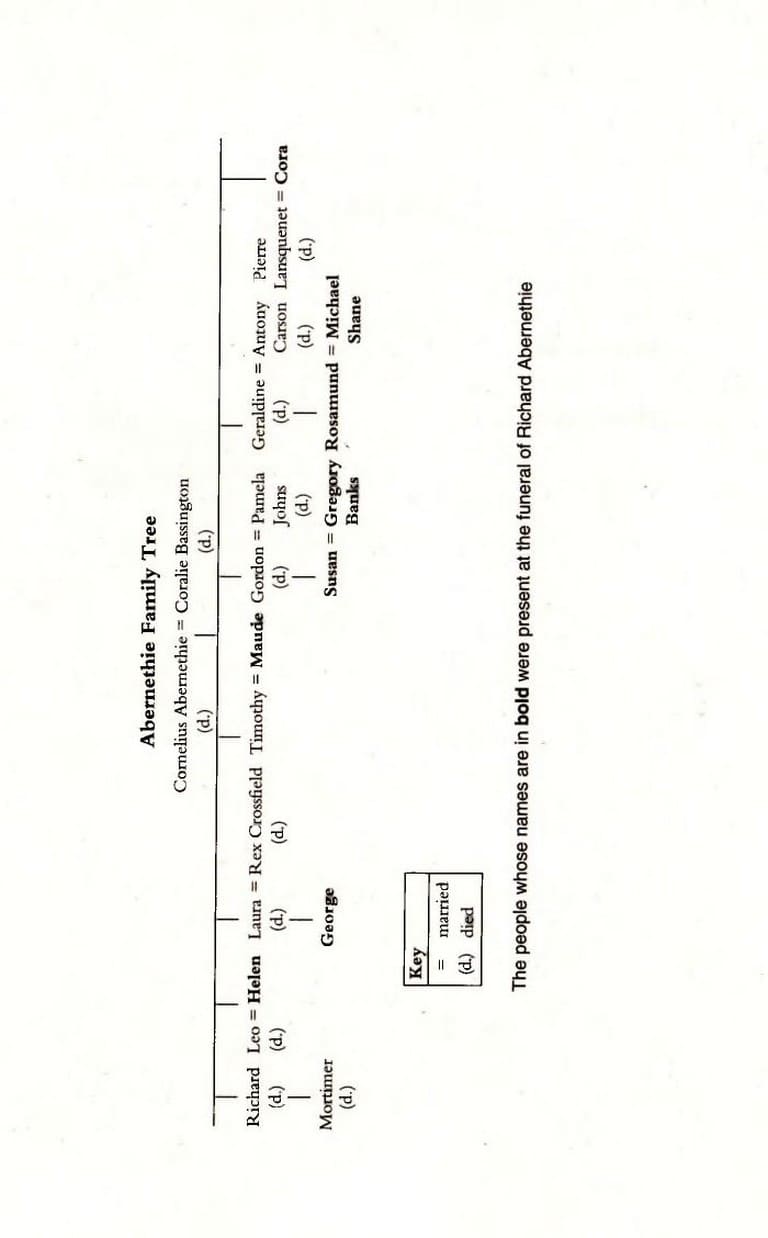 Abernethie Family Tree
Cornelius Abernethie = Coralie Bassington
(d.) (d.)
Richard Leo = Helen Laura = Rex Crossfield Timothy = Maude Gordon = Pamela Geraldine = Antony Pierre
(d.) (d.) (d.) (d.) (d.) Johns (d.) Carson Lansquenet = Cora
(d.) (d.) (d.)
Mortimer George Susan = Gregory Rosamund = Michael
(d.) Banks Shane
Key
= married
(d.) died
The people whose names are in bold were present at the funeral of Richard Abernethie